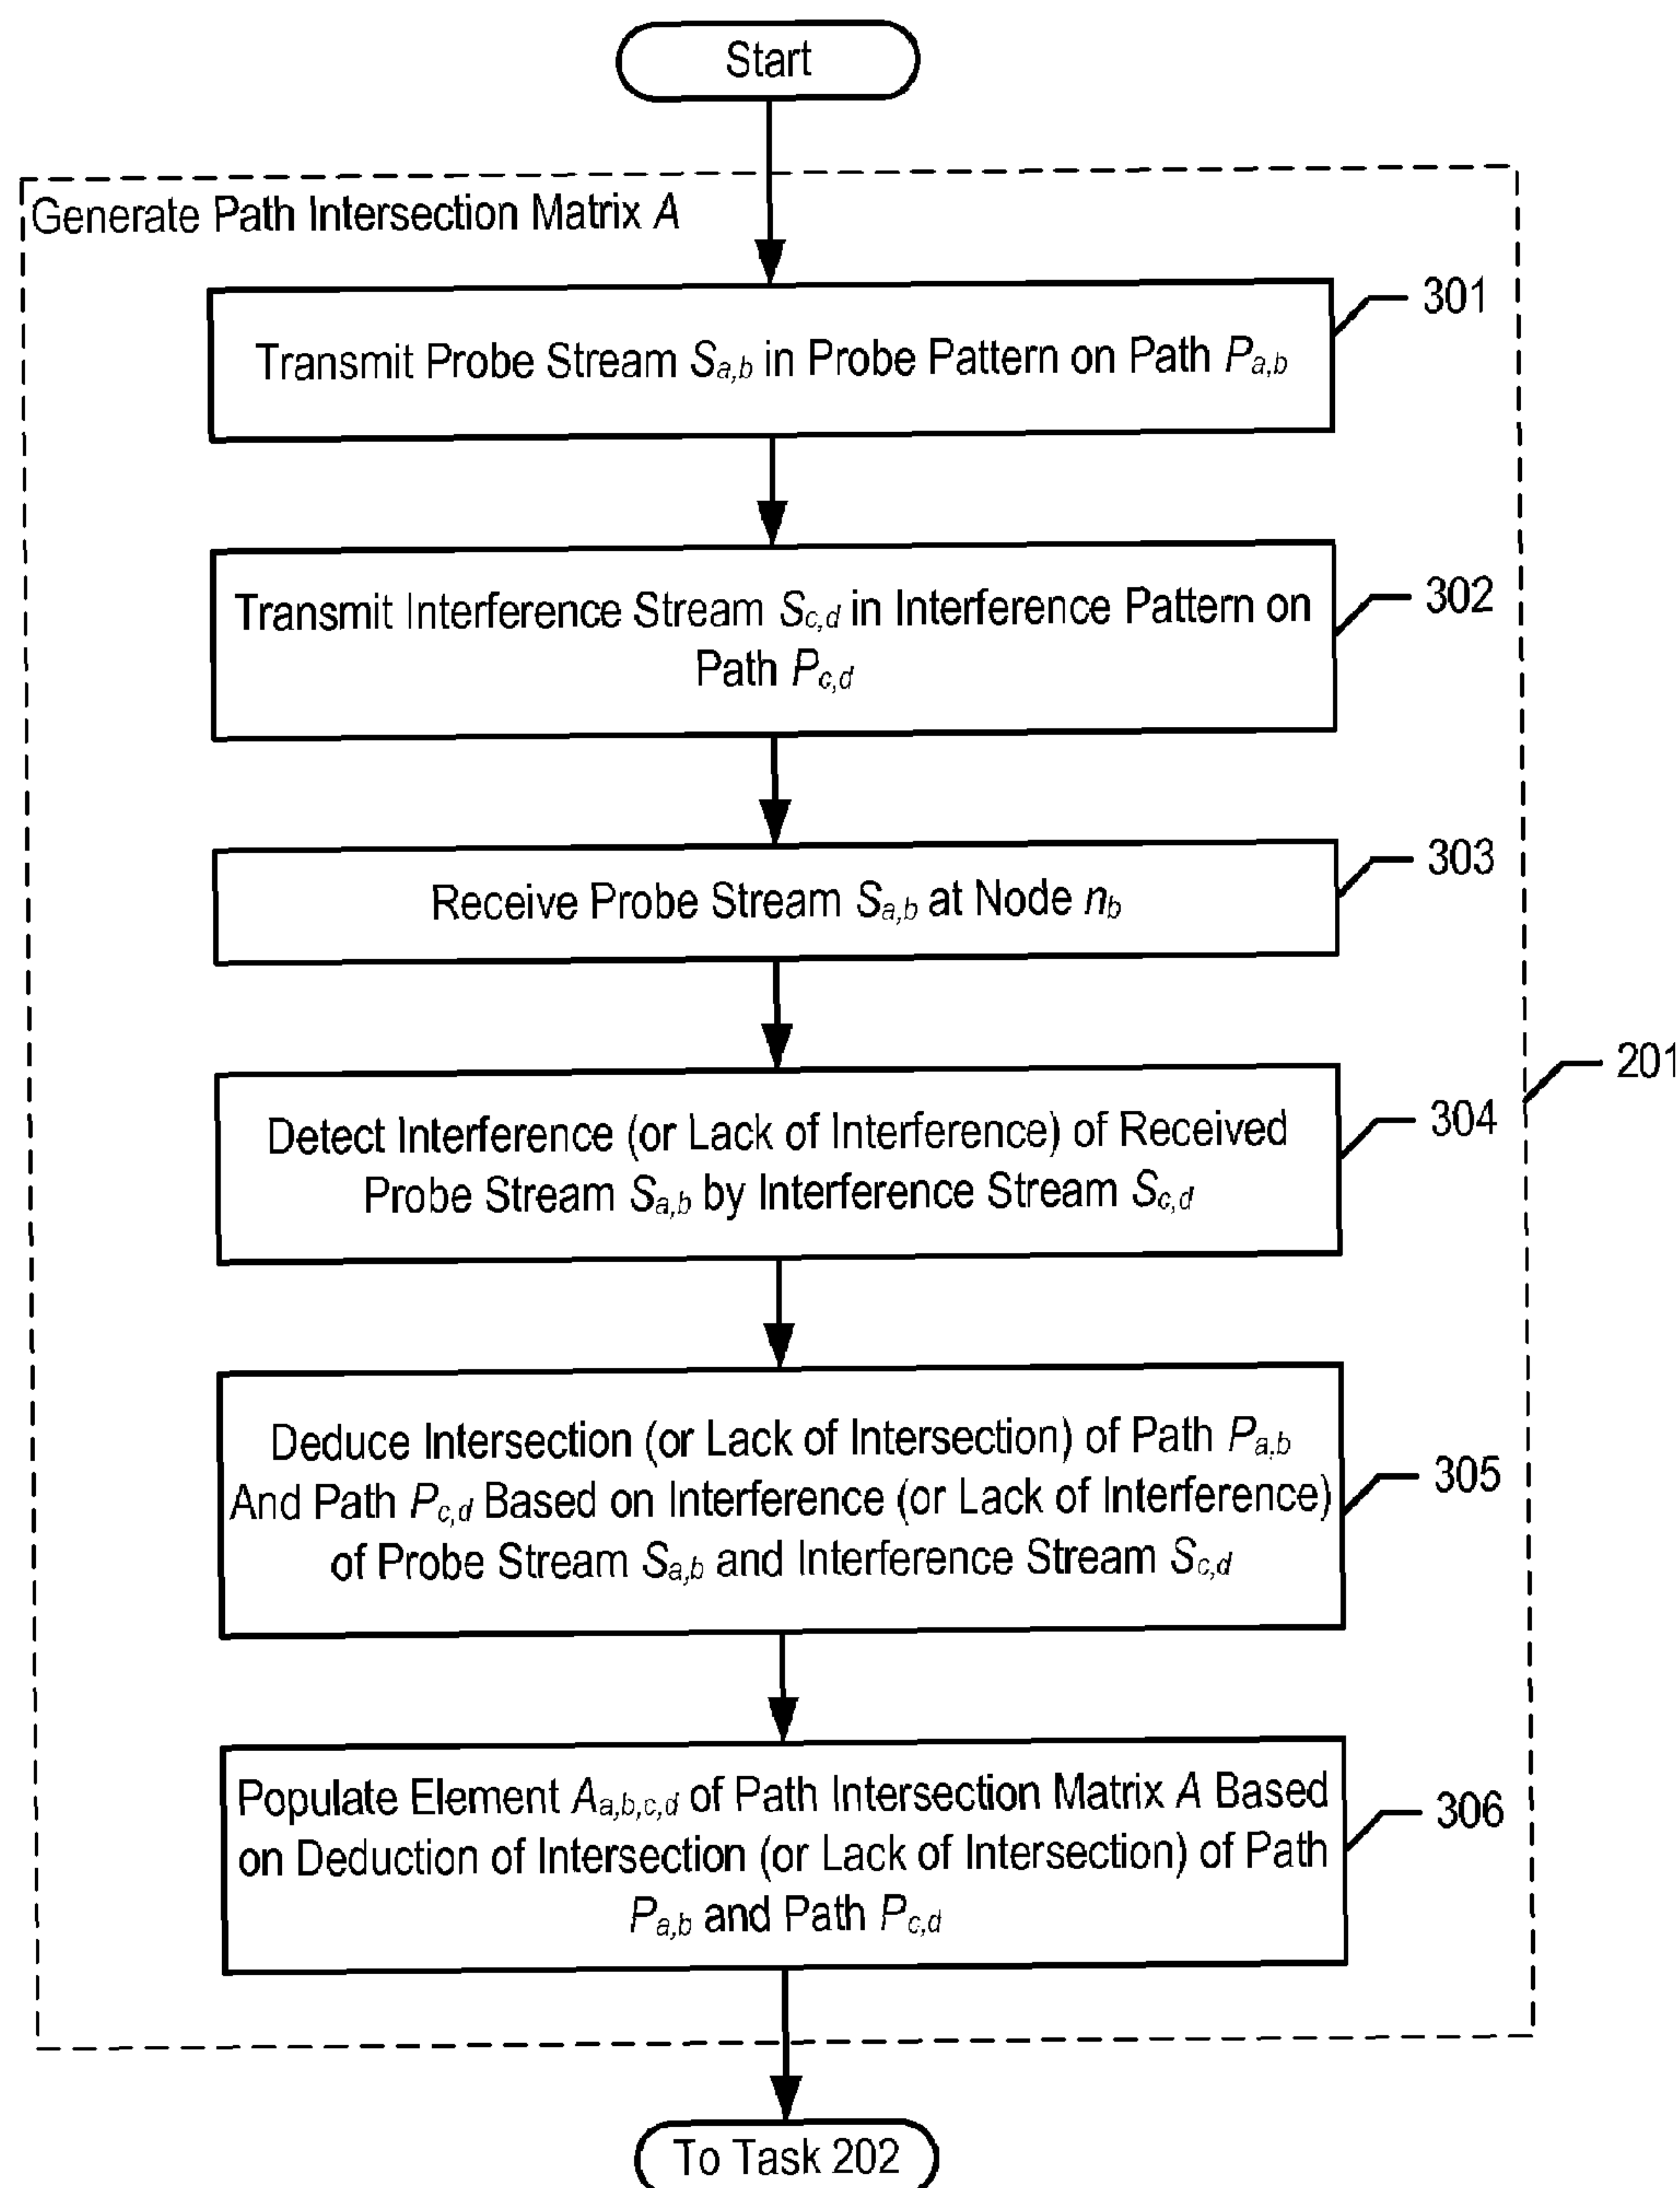 Start
Generate Path Intersection Matrix A
301
Transmit Probe Stream Sa,b in Probe Pattern on Path Pa,b
302
Transmit Interference Stream Sc,d in Interference Pattern on
Path Pc,d
303
Receive Probe Stream Sa,b at Node nb
201
304
Detect Interference (or Lack of Interference) of Received
Probe Stream Sa,b by Interference Stream Sc,d
Deduce Intersection (or Lack of Intersection) of Path Pa,b
305
And Path Pc,d Based on Interference (or Lack of Interference)
of Probe Stream Sa,b and Interference Stream Sc,d
Populate Element Aa,b,c,d of Path Intersection Matrix A Based
306
on Deduction of Intersection (or Lack of Intersection) of Path
Pa,b and Path Pc,d
To Task 202